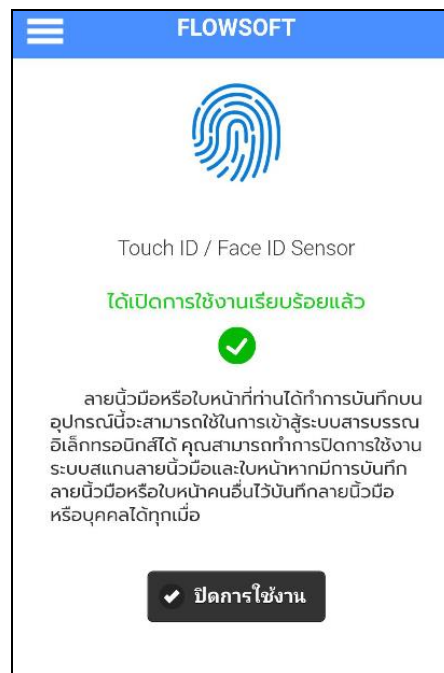 FLOWSOFT
Touch ID / Face ID Sensor
ได้เปิดการใช้งานเรียบร้อยแล้ว
ลายนิ้วมือหรือใบหน้าที่ท่านได้ทำการบันทึกบน
อุปกรณ์นี้จะสามารถใช้ในการเข้าสู่ระบบสารบรรณ
อิเล็กทรอนิกส์ได้ คุณสามารถทำการปิดการใช้งาน
ระบบสแกนลายนิ้วมือและใบหน้าหากมีการบันทึก
ลายนิ้วมือหรือใบหน้าคนอื่นไว้บันทึกลายนิ้วมือ
หรือบุคคลได้ทุกเมื่อ
ปิดการใช้งาน